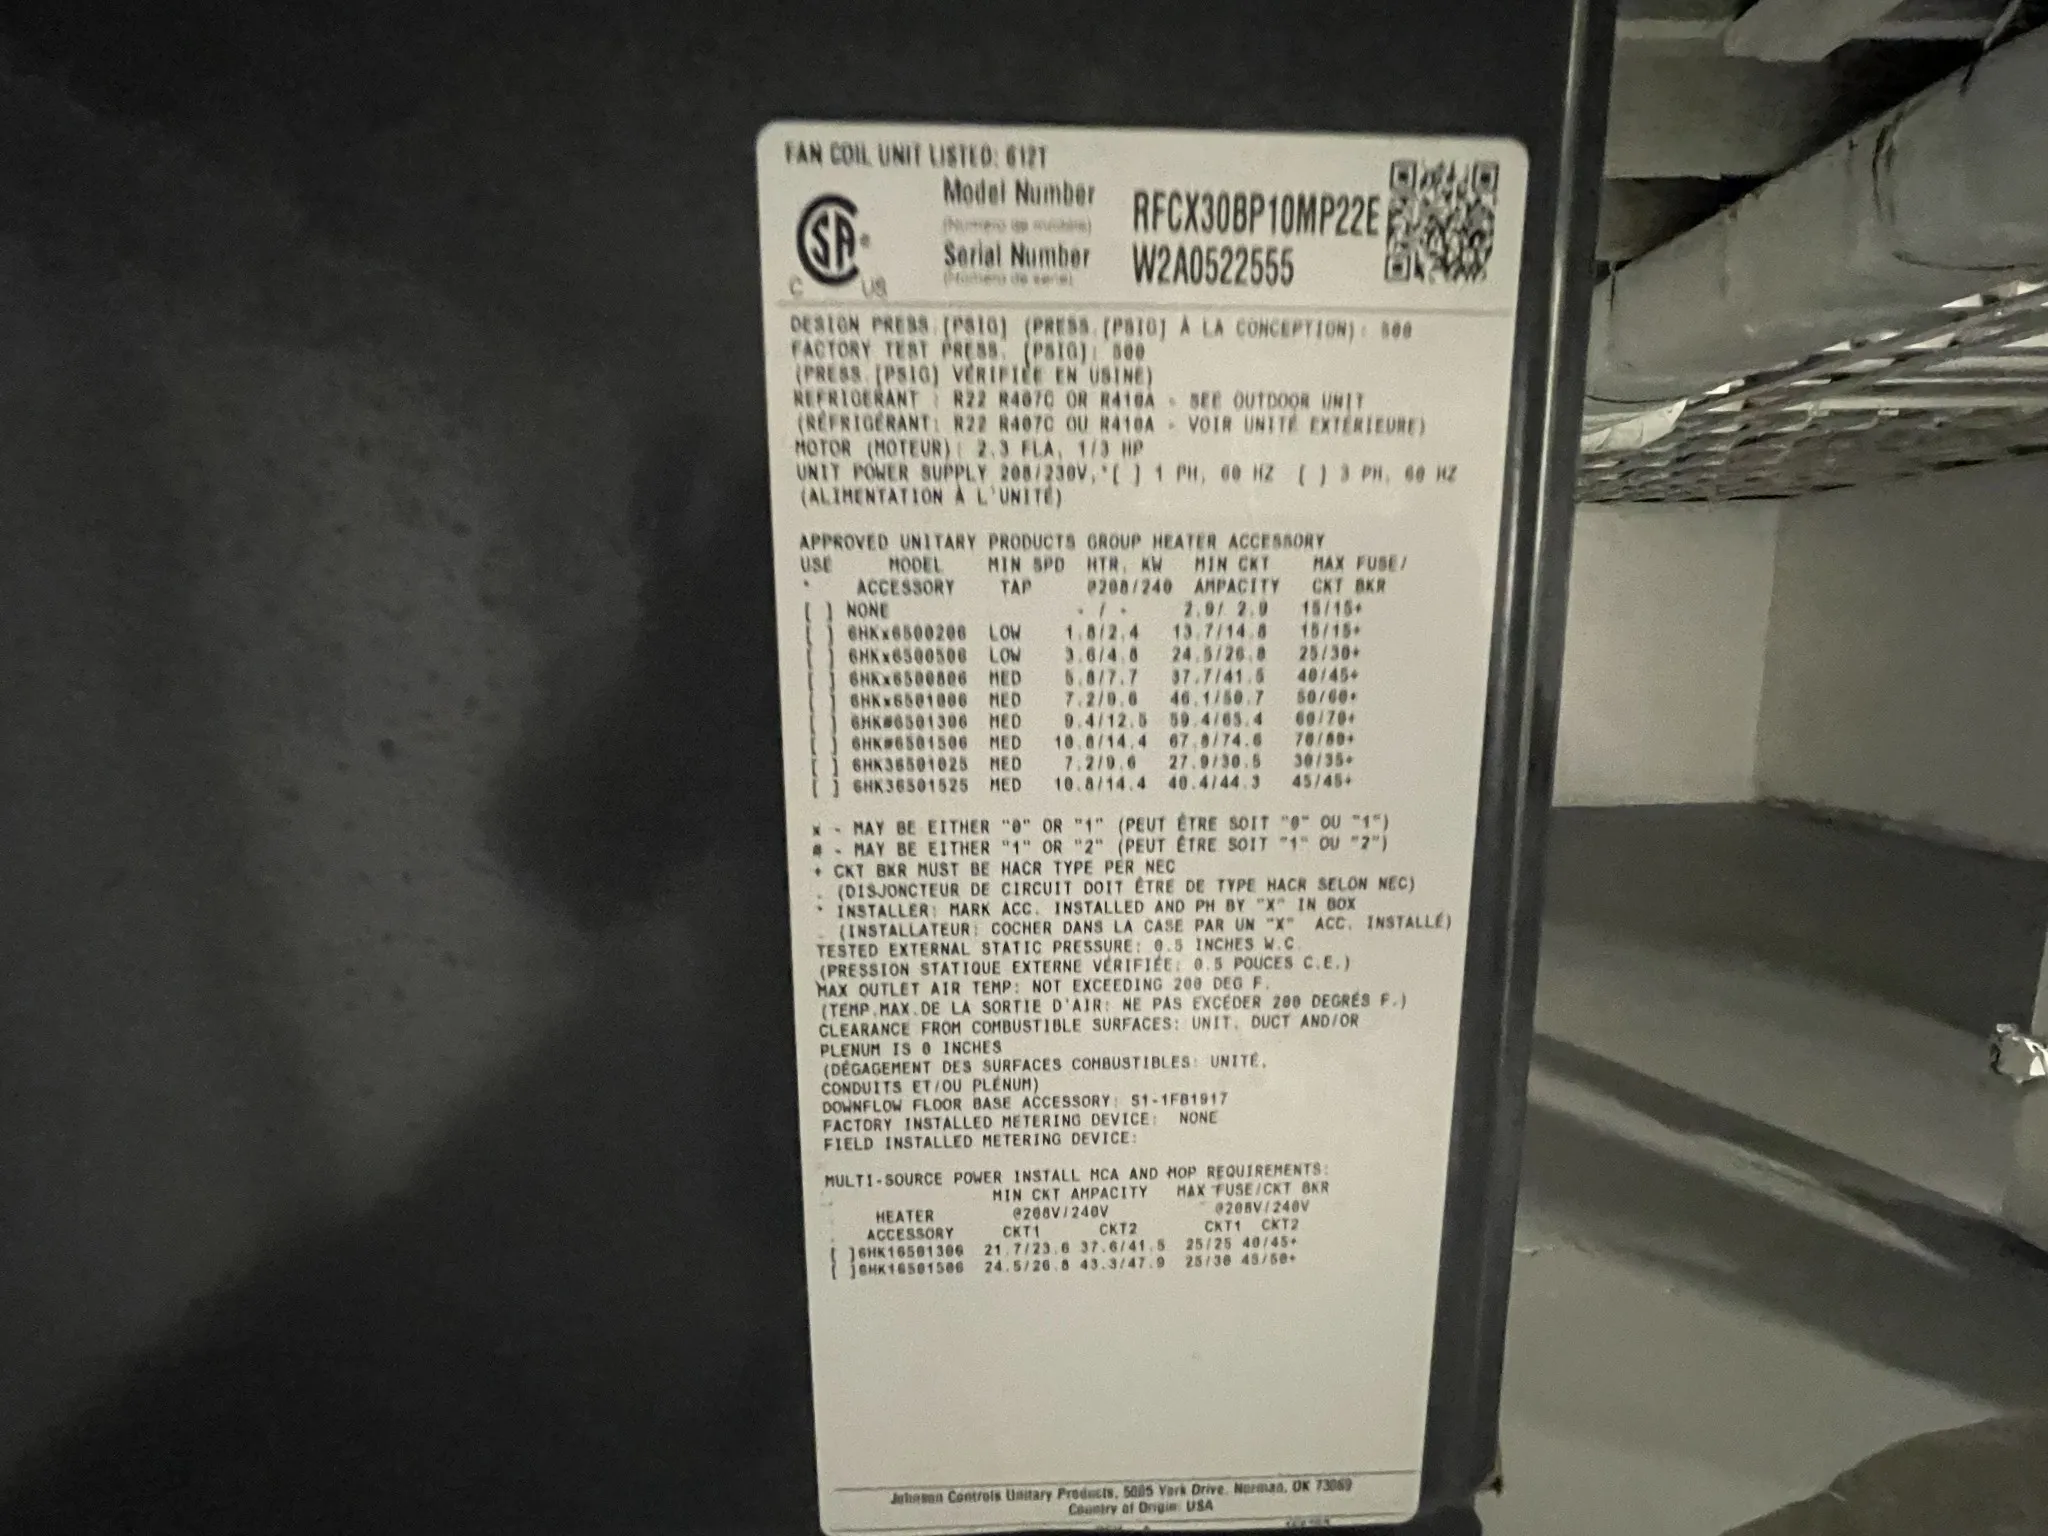 FAN COIL UNIT LISTED: 612T
Model Number RFCX30BP10MP22E
(Numéro de modèle)
Serial Number W2A0522555
(Numéro de série)
CSA®
C US
DESIGN PRESS.[PSIG] (PRESS.[PSIG] À LA CONCEPTION): 500
FACTORY TEST PRESS. [PSIG]: 500
(PRESS.[PSIG] VÉRIFIÉE EN USINE)
REFRIGERANT : R22 R407C OR R410A - SEE OUTDOOR UNIT
(RÉFRIGÉRANT: R22 R407C OU R410A - VOIR UNITÉ EXTÉRIEURE)
MOTOR (MOTEUR): 2.3 FLA, 1/3 HP
UNIT POWER SUPPLY 208/230V,*[ ] 1 PH, 60 HZ [ ] 3 PH, 60 HZ
(ALIMENTATION À L'UNITÉ)
APPROVED UNITARY PRODUCTS GROUP HEATER ACCESSORY
USE MODEL MIN SPD HTR. KW MIN CKT MAX FUSE/
* ACCESSORY TAP @208/240 AMPACITY CKT BKR
[ ] NONE - / - 2.9/ 2.9 15/15+
[ ] 6HKx6500206 LOW 1.8/2.4 13.7/14.8 15/15+
[ ] 6HKx6500506 LOW 3.6/4.8 24.5/26.8 25/30+
[ ] 6HKx6500806 MED 5.8/7.7 37.7/41.5 40/45+
[ ] 6HKx6501006 MED 7.2/9.6 46.1/50.7 50/60+
[ ] 6HK#6501306 MED 9.4/12.5 59.4/65.4 60/70+
[ ] 6HK#6501506 MED 10.8/14.4 67.8/74.6 70/80+
[ ] 6HK36501025 MED 7.2/9.6 27.9/30.5 30/35+
[ ] 6HK36501525 MED 10.8/14.4 40.4/44.3 45/45+
x - MAY BE EITHER "0" OR "1" (PEUT ÊTRE SOIT "0" OU "1")
# - MAY BE EITHER "1" OR "2" (PEUT ÊTRE SOIT "1" OU "2")
+ CKT BKR MUST BE HACR TYPE PER NEC
. (DISJONCTEUR DE CIRCUIT DOIT ÊTRE DE TYPE HACR SELON NEC)
* INSTALLER: MARK ACC. INSTALLED AND PH BY "X" IN BOX
. (INSTALLATEUR: COCHER DANS LA CASE PAR UN "X" ACC. INSTALLÉ)
TESTED EXTERNAL STATIC PRESSURE: 0.5 INCHES W.C.
(PRESSION STATIQUE EXTERNE VÉRIFIÉE: 0.5 POUCES C.E.)
MAX OUTLET AIR TEMP: NOT EXCEEDING 200 DEG F.
(TEMP.MAX.DE LA SORTIE D'AIR: NE PAS EXCÉDER 200 DEGRÉS F.)
CLEARANCE FROM COMBUSTIBLE SURFACES: UNIT, DUCT AND/OR
PLENUM IS 0 INCHES
(DÉGAGEMENT DES SURFACES COMBUSTIBLES: UNITÉ,
CONDUITS ET/OU PLÉNUM)
DOWNFLOW FLOOR BASE ACCESSORY: S1-1FB1917
FACTORY INSTALLED METERING DEVICE: NONE
FIELD INSTALLED METERING DEVICE:
MULTI-SOURCE POWER INSTALL MCA AND MOP REQUIREMENTS:
MIN CKT AMPACITY MAX FUSE/CKT BKR
HEATER @208V/240V @208V/240V
ACCESSORY CKT1 CKT2 CKT1 CKT2
[ ]6HK16501306 21.7/23.6 37.6/41.5 25/25 40/45+
[ ]6HK16501506 24.5/26.8 43.3/47.9 25/30 45/50+
Johnson Controls Unitary Products, 5005 York Drive, Norman, OK 73069
Country of Origin: USA